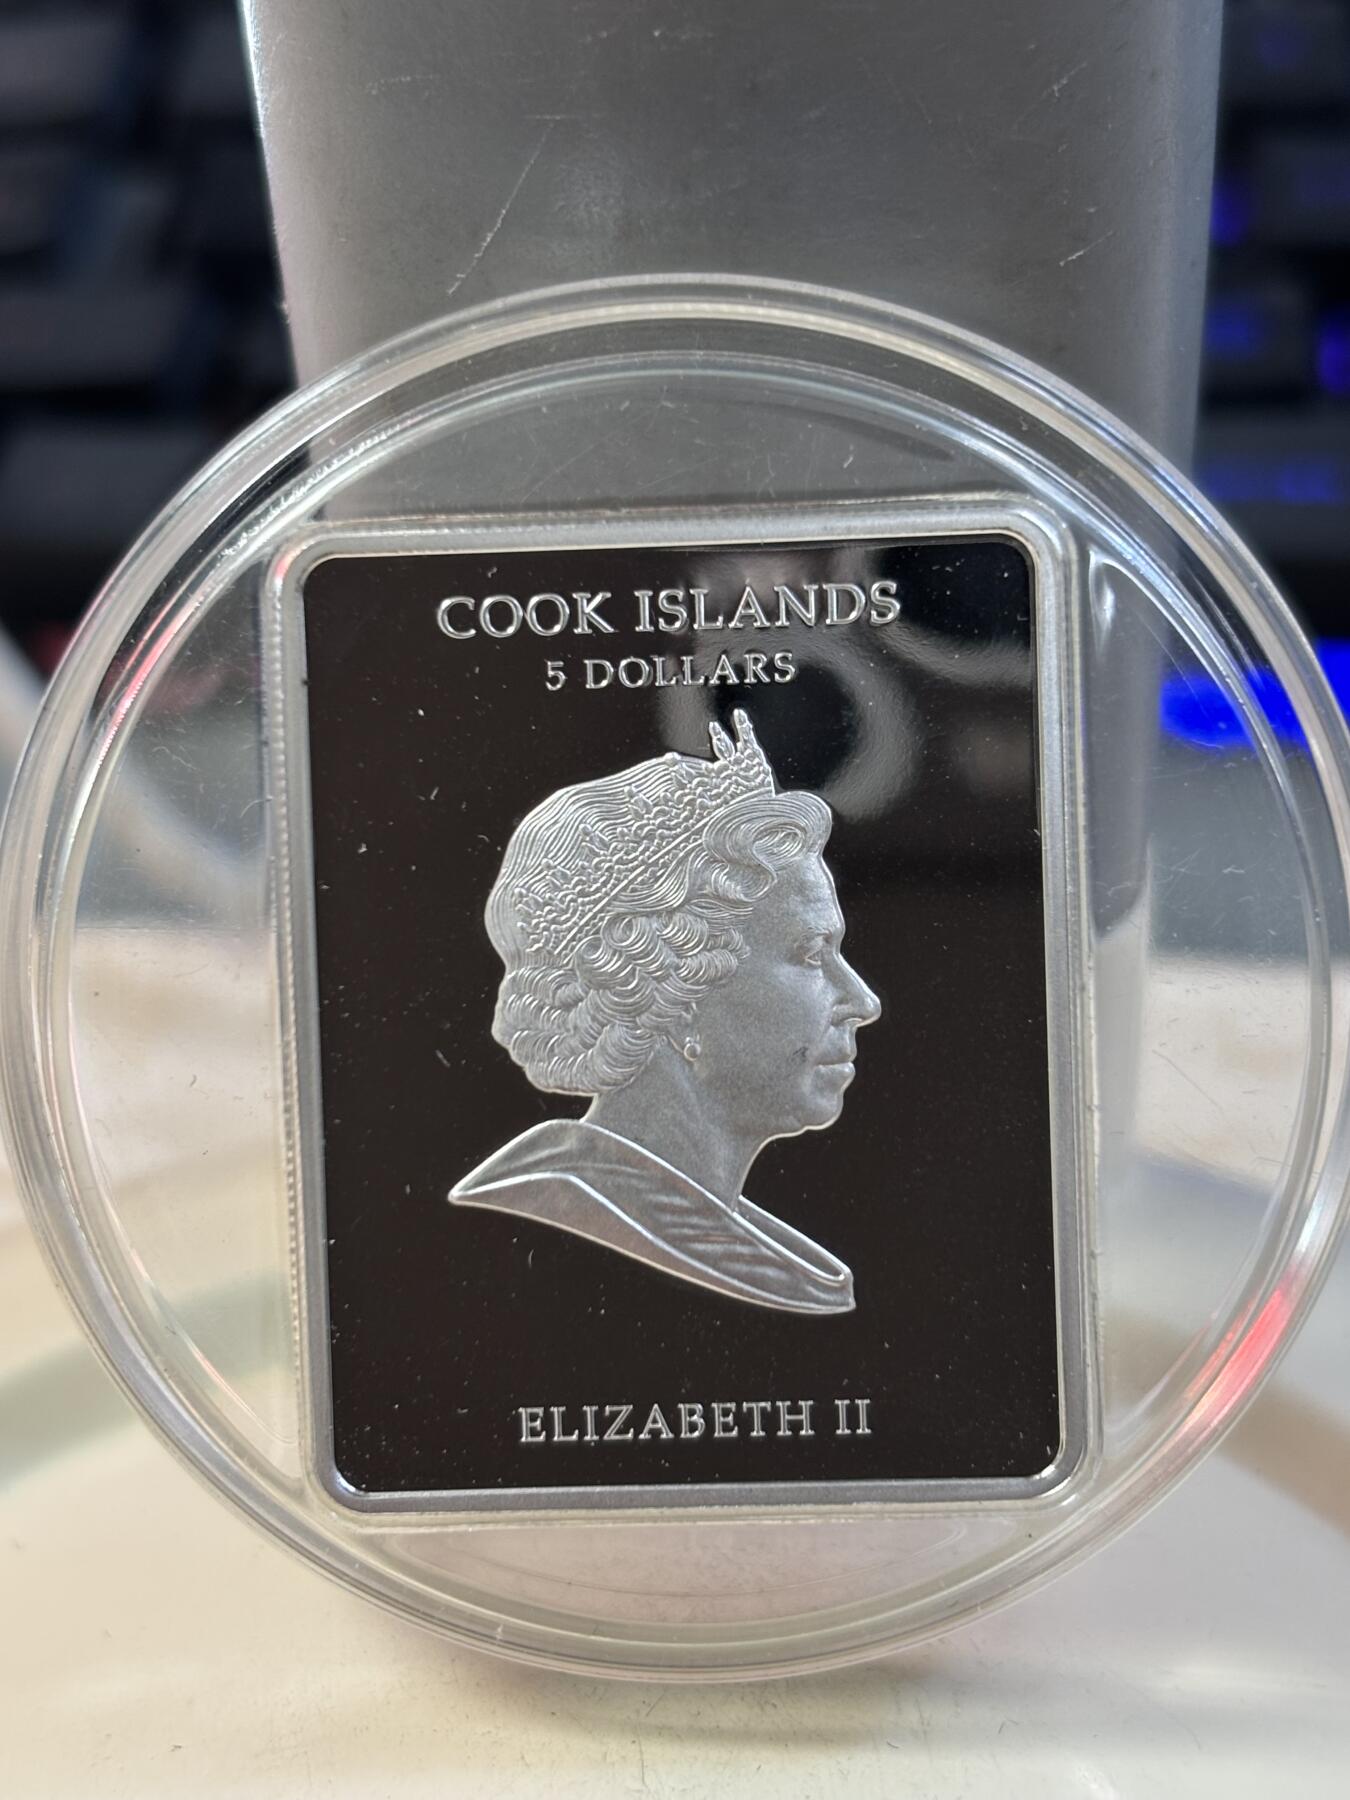 COOK ISLANDS
5 DOLLARS
ELIZABETH II